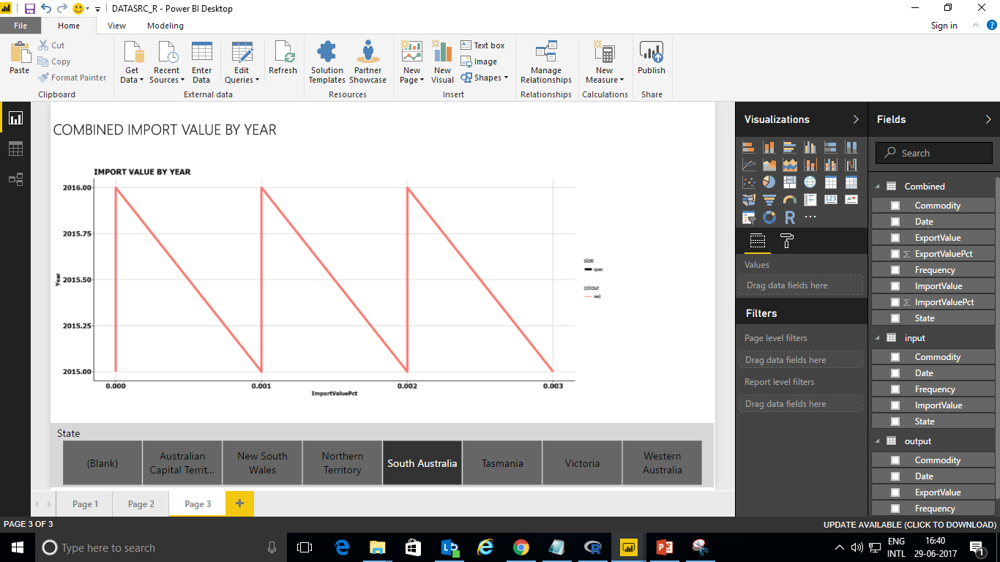 DATASRC_R - Power BI Desktop
File
Home
View
Modeling
Sign in
Paste
Cut
Copy
Format Painter
Clipboard
Get Data
Recent Sources
Enter Data
Edit Queries
Refresh
External data
Solution Templates
Partner Showcase
Resources
New Page
New Visual
Text box
Image
Shapes
Insert
Manage Relationships
Relationships
New Measure
Calculations
Publish
Share
COMBINED IMPORT VALUE BY YEAR
IMPORT VALUE BY YEAR
2016.00
2015.75
2015.50
2015.25
2015.00
Year
0.000
0.001
0.002
0.003
ImportValuePct
size
colour
red
State
(Blank)
Australian
Capital Territ...
New South
Wales
Northern
Territory
South Australia
Tasmania
Victoria
Western
Australia
Page 1
Page 2
Page 3
PAGE 3 OF 3
UPDATE AVAILABLE (CLICK TO DOWNLOAD)
Visualizations
123
R
Values
Drag data fields here
Filters
Page level filters
Drag data fields here
Report level filters
Drag data fields here
Fields
Search
Combined
Commodity
Date
ExportValue
Σ ExportValuePct
Frequency
ImportValue
Σ ImportValuePct
State
input
Commodity
Date
Frequency
ImportValue
State
output
Commodity
Date
ExportValue
Frequency
Type here to search
ENG
INTL
16:40
29-06-2017
1